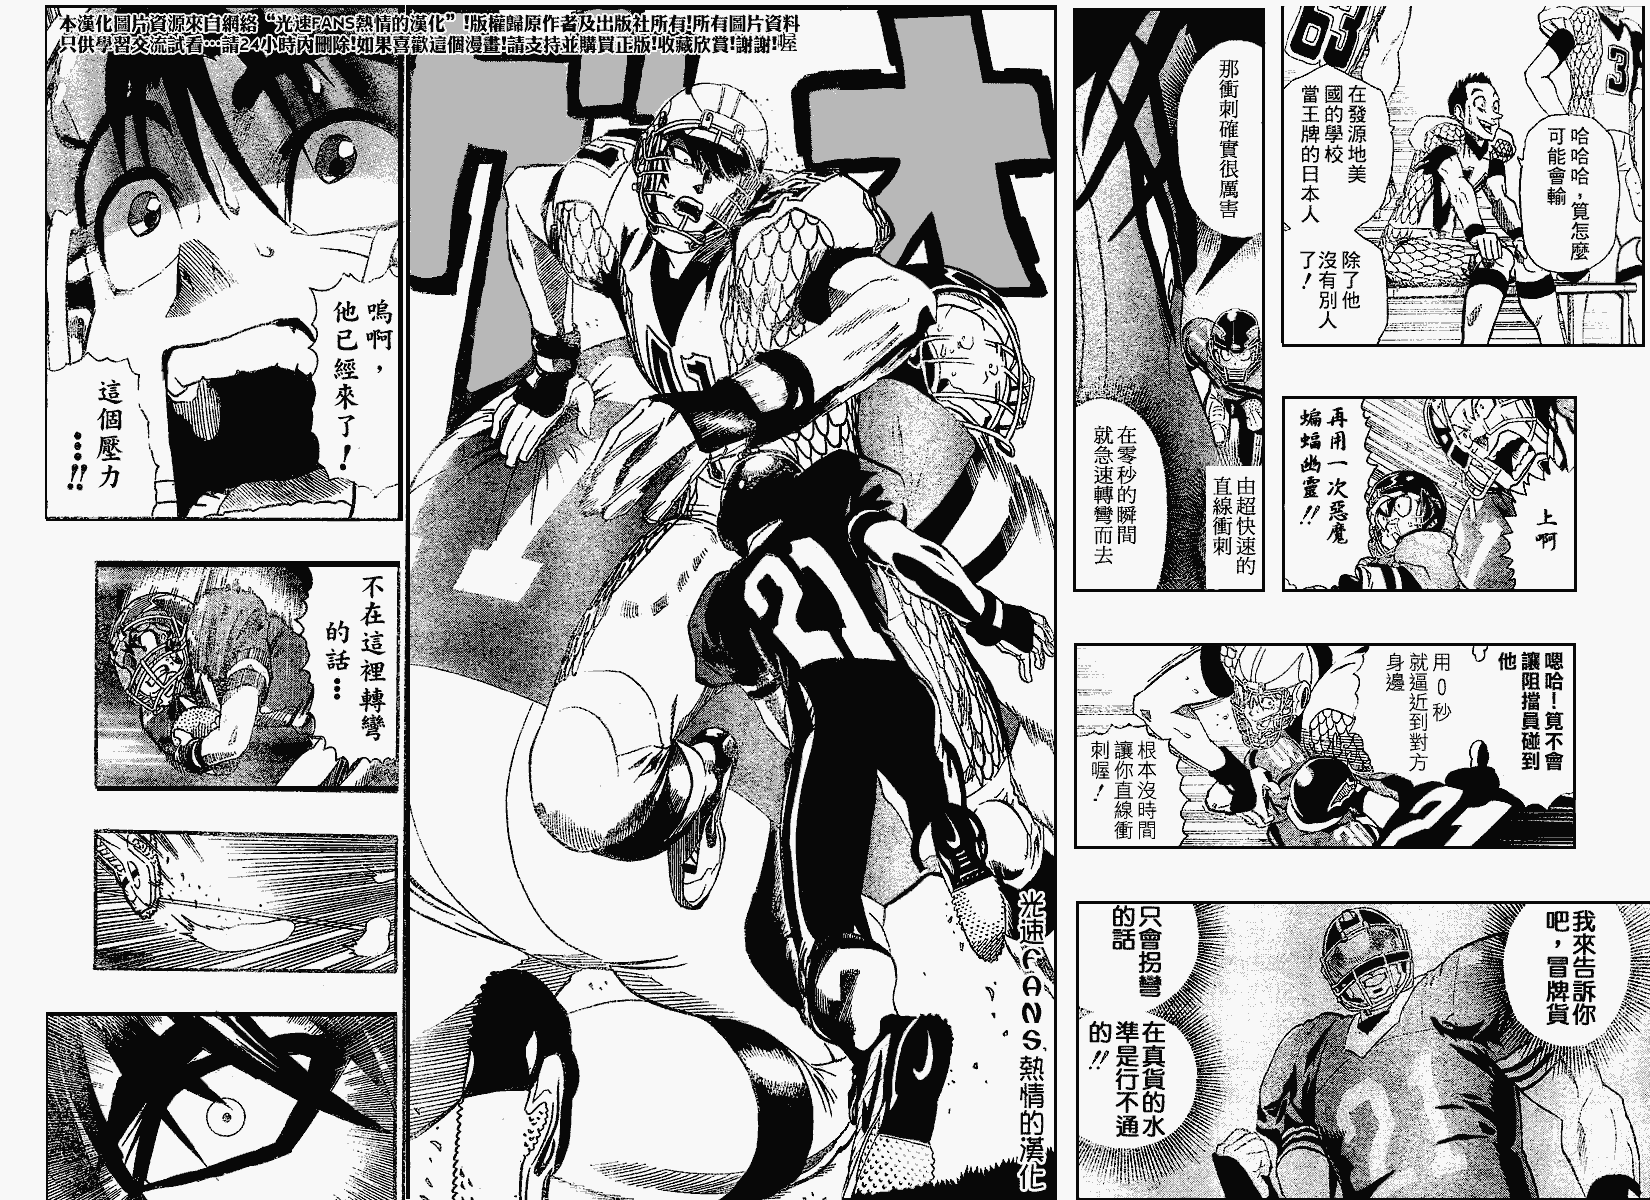 本漢化圖片資源來自網絡“光速FANS熱情的漢化”!版權歸原作者及出版社所有!所有圖片資料
只供學習交流試看…請24小時內刪除!如果喜歡這個漫畫!請支持並購買正版!收藏欣賞!謝謝!喔
63
3
哈哈哈，筧怎麼
可能會輸
在發源地美
國的學校
當王牌的日本人
除了他
沒有別人
了！
那衝刺確實很厲害
由超快速的
直線衝刺
在零秒的瞬間
就急速轉彎而去
上啊
再用一次惡魔
蝙蝠幽靈!!
嗯哈！筧不會
讓阻擋員碰到
他
用0秒
就逼近到對方
身邊
根本沒時間
讓你直線衝
刺喔！
21
我來告訴你
吧，冒牌貨
只會拐彎
的話
在真貨的水
準是行不通
的!!
21
ガオ
21
光速FANS熱情的漢化
嗚啊，
他已經來了！
這個壓力
…!!
不在這裡轉彎
的話…